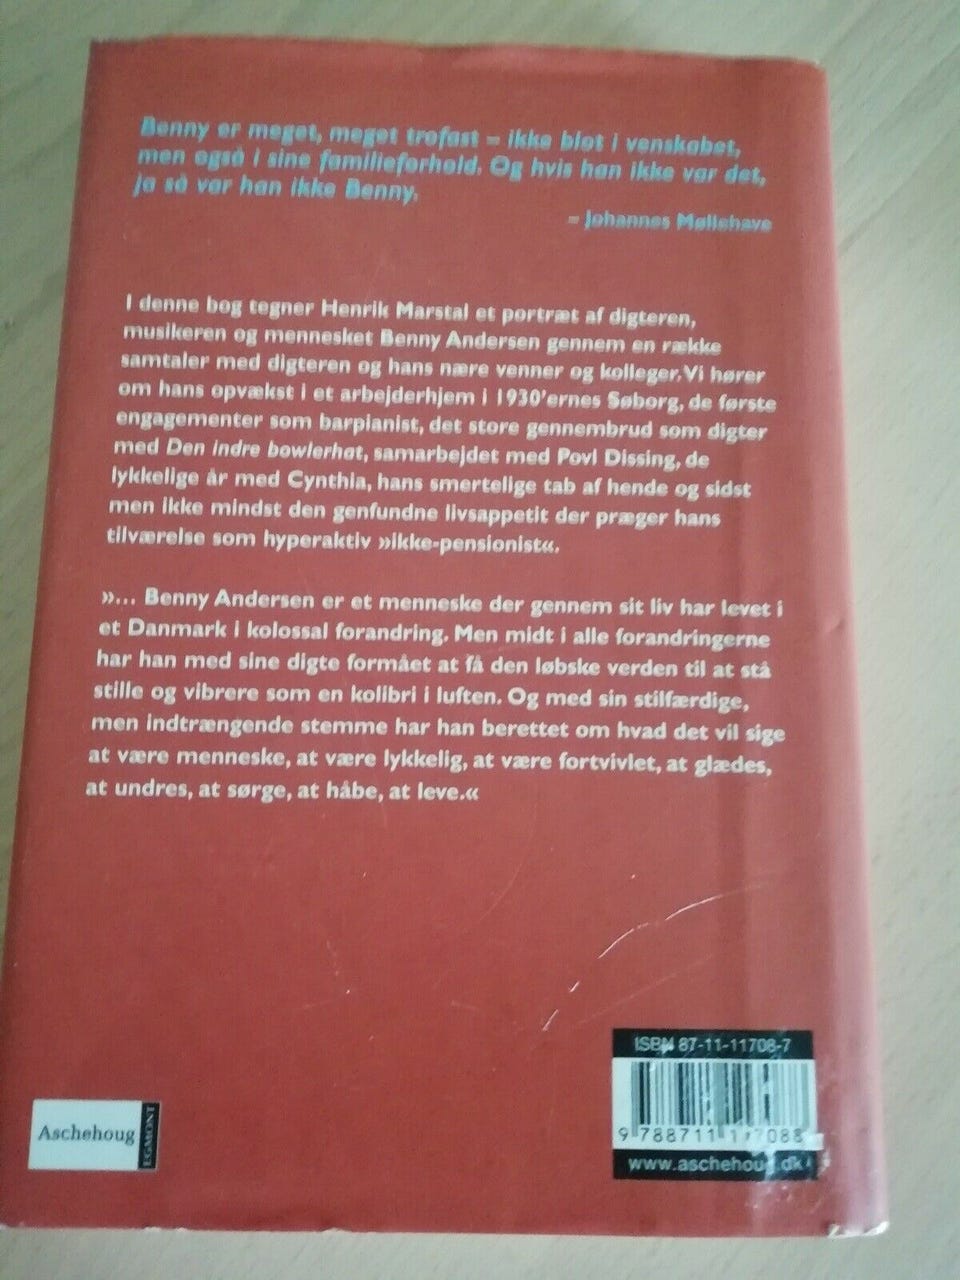 Benny er meget, meget trofast – ikke blot i venskabet,
men også i sine familieforhold. Og hvis han ikke var det,
ja så var han ikke Benny.
– Johannes Møllehave
I denne bog tegner Henrik Marstal et portræt af digteren,
musikeren og mennesket Benny Andersen gennem en række
samtaler med digteren og hans nære venner og kolleger. Vi hører
om hans opvækst i et arbejderhjem i 1930'ernes Søborg, de første
engagementer som barpianist, det store gennembrud som digter
med Den indre bowlerhat, samarbejdet med Povl Dissing, de
lykkelige år med Cynthia, hans smertelige tab af hende og sidst
men ikke mindst den genfundne livsappetit der præger hans
tilværelse som hyperaktiv »ikke-pensionist«.
»... Benny Andersen er et menneske der gennem sit liv har levet i
et Danmark i kolossal forandring. Men midt i alle forandringerne
har han med sine digte formået at få den løbske verden til at stå
stille og vibrere som en kolibri i luften. Og med sin stilfærdige,
men indtrængende stemme har han berettet om hvad det vil sige
at være menneske, at være lykkelig, at være fortvivlet, at glædes,
at undres, at sørge, at håbe, at leve.«
ISBN 87-11-11708-7
9 788711 117088
www.aschehoug.dk
Aschehoug
EGMONT